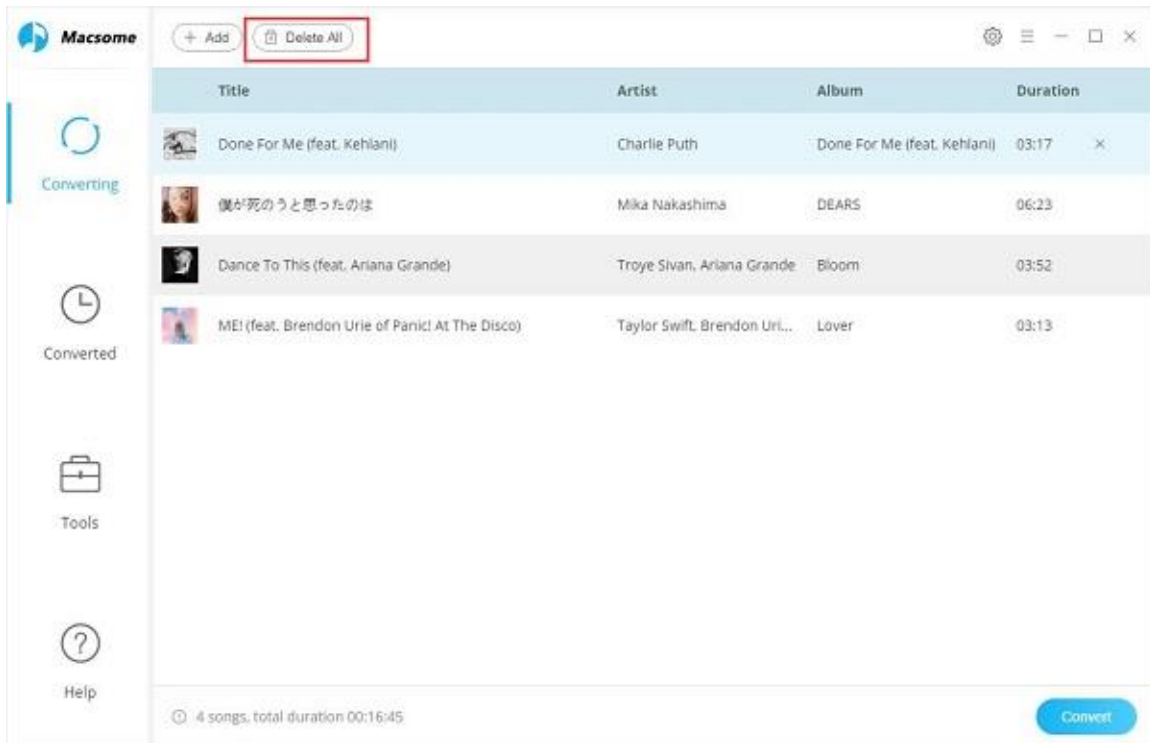 Macsome
+ Add
Delete All
Title Artist Album Duration
Done For Me (feat. Kehlani) Charlie Puth Done For Me (feat. Kehlani) 03:17
僕が死のうと思ったのは Mika Nakashima DEARS 06:23
Dance To This (feat. Ariana Grande) Troye Sivan, Ariana Grande Bloom 03:52
ME! (feat. Brendon Urie of Panic! At The Disco) Taylor Swift, Brendon Uri... Lover 03:13
Converting
Converted
Tools
Help
4 songs, total duration 00:16:45
Convert